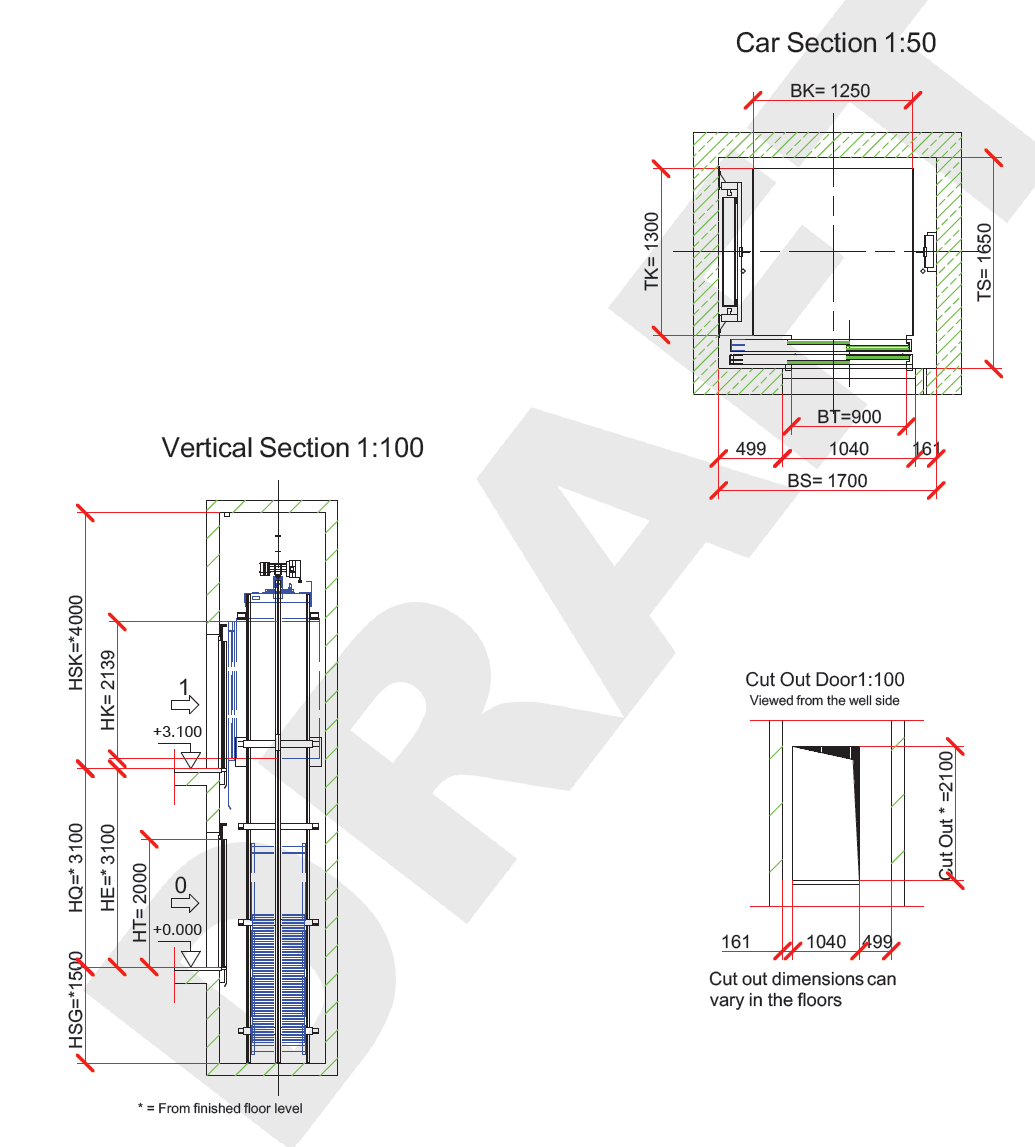 Car Section 1:50
BK= 1250
TK= 1300
TS= 1650
BT=900
499 1040 161
BS= 1700
Vertical Section 1:100
HSK=*4000
HK= 2139
1
+3.100
HQ=* 3100
HE=* 3100
HT= 2000
0
+0.000
HSG=*1500
* = From finished floor level
Cut Out Door1:100
Viewed from the well side
Cut Out * =2100
161 1040 499
Cut out dimensions can
vary in the floors
DRAFT